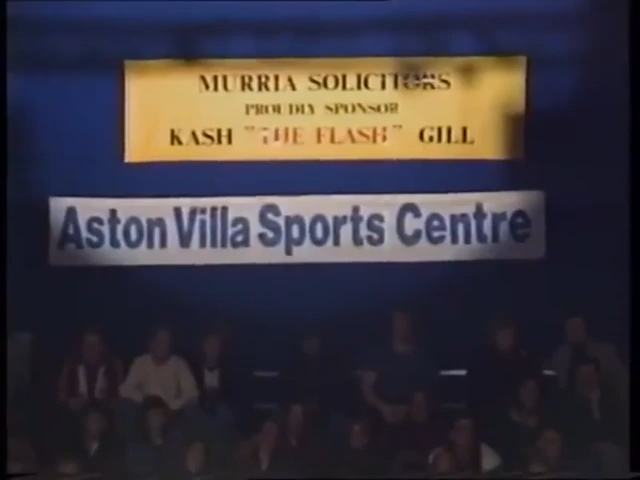 MURRIA SOLICITORS
PROUDLY SPONSOR
KASH "THE FLASH" GILL
Aston Villa Sports Centre